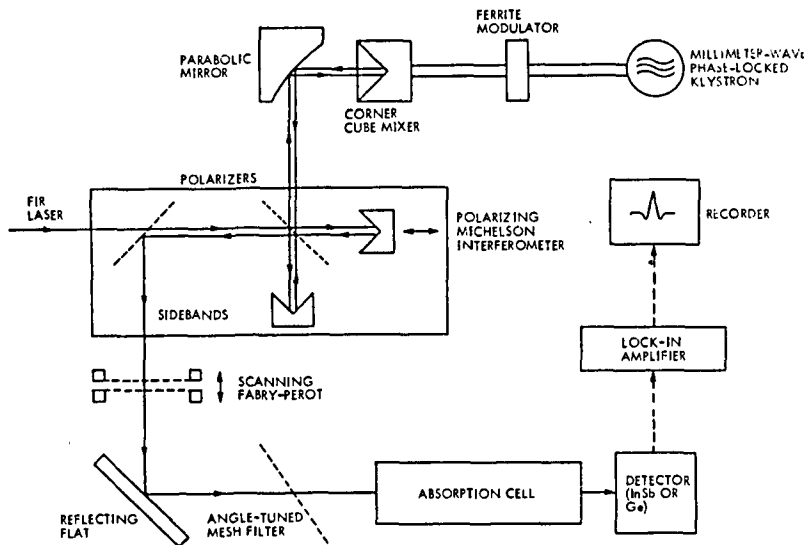 FERRITE
MODULATOR
PARABOLIC
MIRROR
MILLIMETER-WAVE
PHASE-LOCKED
KLYSTRON
CORNER
CUBE MIXER
POLARIZERS
FIR
LASER
RECORDER
POLARIZING
MICHELSON
INTERFEROMETER
SIDEBANDS
LOCK-IN
AMPLIFIER
SCANNING
FABRY-PEROT
ABSORPTION CELL
DETECTOR
(InSb OR
Ge)
REFLECTING
FLAT
ANGLE-TUNED
MESH FILTER